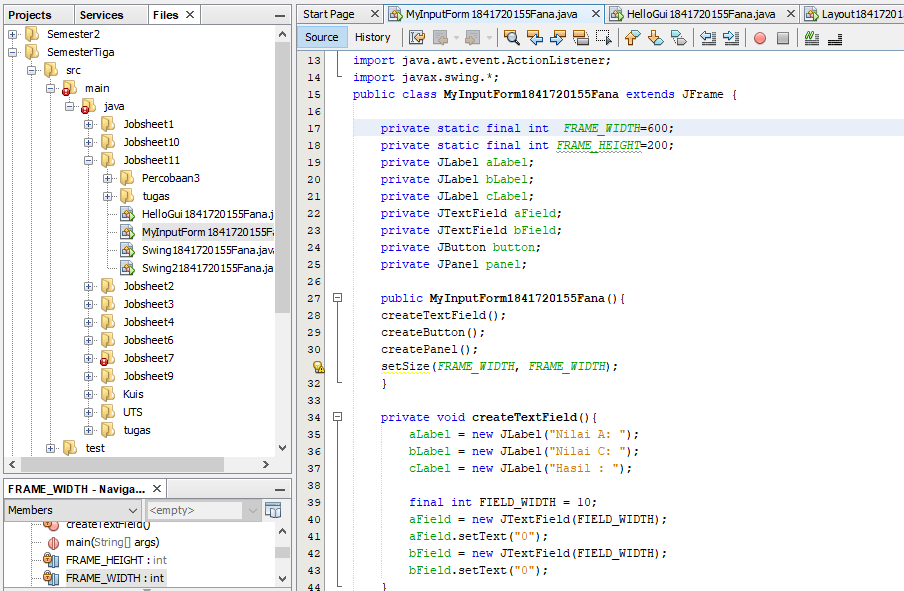 Projects
Services
Files
Semester2
SemesterTiga
src
main
java
Jobsheet1
Jobsheet10
Jobsheet11
Percobaan3
tugas
HelloGui1841720155Fana.j
MyInputForm1841720155Fa
Swing1841720155Fana.java
Swing21841720155Fana.ja
Jobsheet2
Jobsheet3
Jobsheet4
Jobsheet6
Jobsheet7
Jobsheet9
Kuis
UTS
tugas
test
FRAME_WIDTH - Naviga...
Members
<empty>
createTextField()
main(String[] args)
FRAME_HEIGHT : int
FRAME_WIDTH : int
Start Page
MyInputForm1841720155Fana.java
HelloGui1841720155Fana.java
Layout1841720
Source
History
13 import java.awt.event.ActionListener;
14 import javax.swing.*;
15 public class MyInputForm1841720155Fana extends JFrame {
16
17 private static final int FRAME_WIDTH=600;
18 private static final int FRAME_HEIGHT=200;
19 private JLabel aLabel;
20 private JLabel bLabel;
21 private JLabel cLabel;
22 private JTextField aField;
23 private JTextField bField;
24 private JButton button;
25 private JPanel panel;
26
27 public MyInputForm1841720155Fana(){
28 createTextField();
29 createButton();
30 createPanel();
setSize(FRAME_WIDTH, FRAME_WIDTH);
32 }
33
34 private void createTextField(){
35 aLabel = new JLabel("Nilai A: ");
36 bLabel = new JLabel("Nilai C: ");
37 cLabel = new JLabel("Hasil : ");
38
39 final int FIELD_WIDTH = 10;
40 aField = new JTextField(FIELD_WIDTH);
41 aField.setText("0");
42 bField = new JTextField(FIELD_WIDTH);
43 bField.setText("0");
44 }